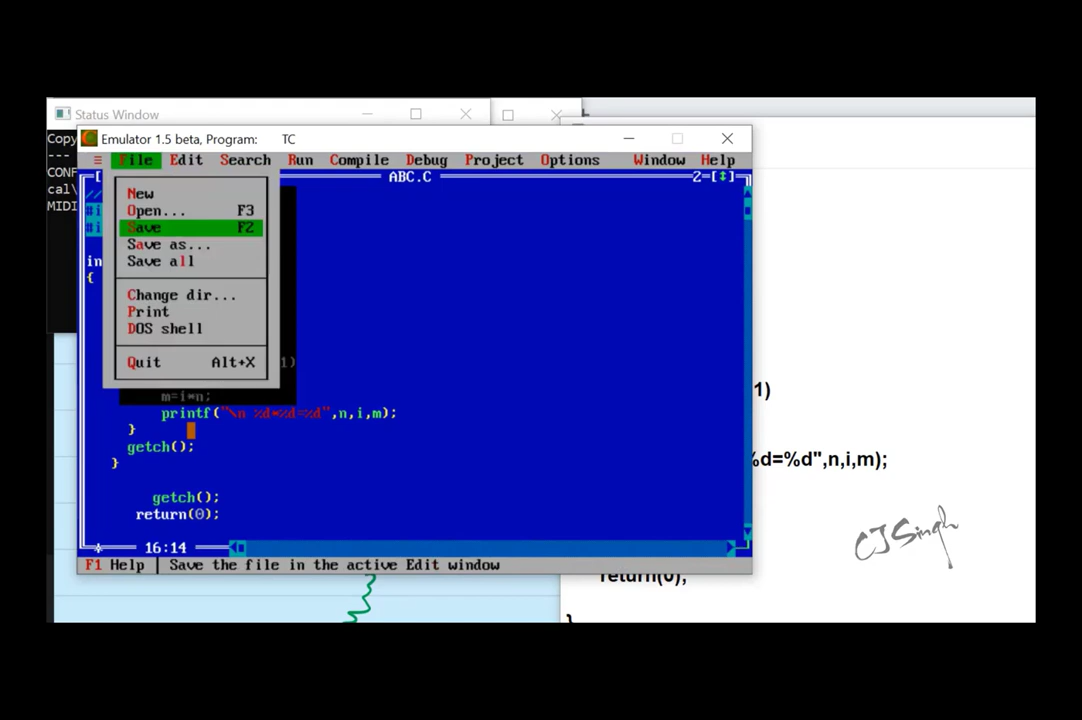 Status Window
Copy
Emulator 1.5 beta, Program: TC
---
CONF
cal\
MIDI
≡ File Edit Search Run Compile Debug Project Options Window Help
ABC.C 2=[↕]
//
#i
#i
in
{
New
Open... F3
Save F2
Save as...
Save all
Change dir...
Print
DOS shell
Quit Alt+X
1)
m=i*n;
printf("\n %d*%d=%d",n,i,m);
}
getch();
}
getch();
return(0);
16:14
F1 Help | Save the file in the active Edit window
1)
%d=%d",n,i,m);
CJSingh
return(0);
}